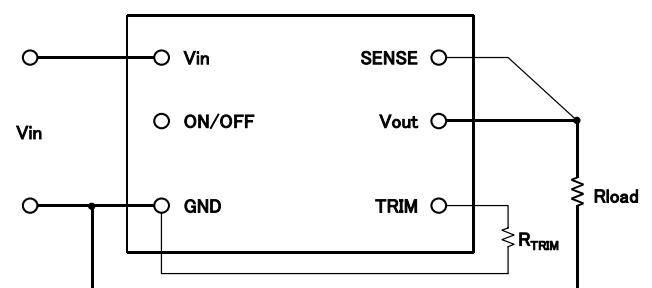 Vin
SENSE
Vin
ON/OFF
Vout
GND
TRIM
Rload
RTRIM